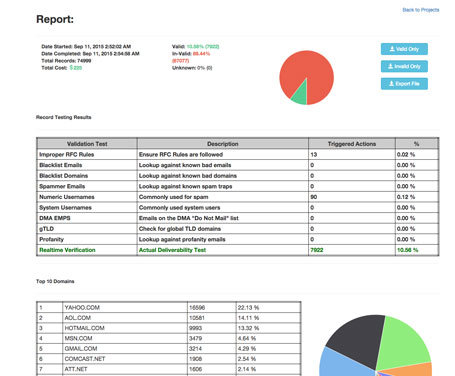 Back to Projects
Report:
Date Started: Sep 11, 2015 2:52:02 AM
Date Completed: Sep 11, 2015 2:54:58 AM
Total Records: 74999
Total Cost: $ 225
Valid: 10.56% (7922)
In-Valid: 89.44%
(67077)
Unknown: 0% (0)
Valid Only
Invalid Only
Export File
Record Testing Results
Validation Test Description Triggered Actions %
Improper RFC Rules Ensure RFC Rules are followed 13 0.02 %
Blacklist Emails Lookup against known bad emails 0 0.00 %
Blacklist Domains Lookup against known bad domains 0 0.00 %
Spammer Emails Lookup against known spam traps 0 0.00 %
Numeric Usernames Commonly used for spam 90 0.12 %
System Usernames Commonly used system users 0 0.00 %
DMA EMPS Emails on the DMA "Do Not Mail" list 0 0.00 %
gTLD Check for global TLD domains 0 0.00 %
Profanity Lookup against profanity emails 0 0.00 %
Realtime Verification Actual Deliverability Test 7922 10.56 %
Top 10 Domains
1 YAHOO.COM 16596 22.13 %
2 AOL.COM 10581 14.11 %
3 HOTMAIL.COM 9993 13.32 %
4 MSN.COM 3479 4.64 %
5 GMAIL.COM 3214 4.29 %
6 COMCAST.NET 1908 2.54 %
7 ATT.NET 1606 2.14 %